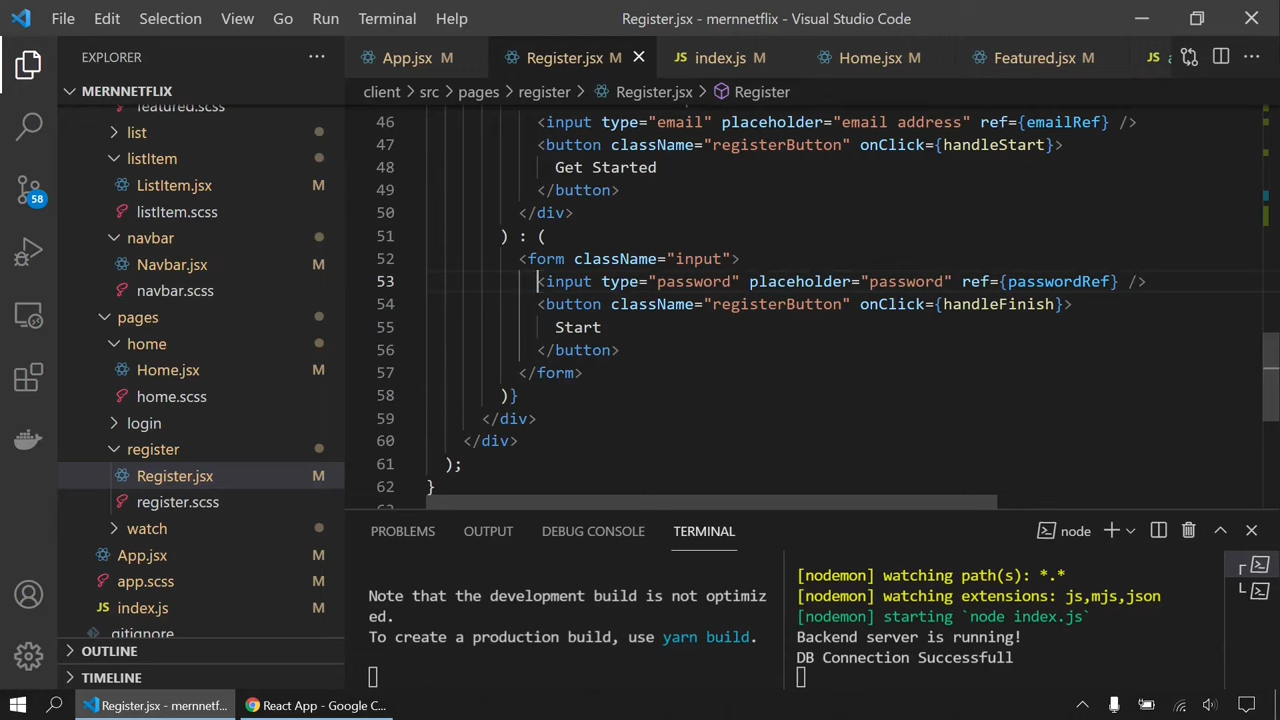 File Edit Selection View Go Run Terminal Help
Register.jsx - mernnetflix - Visual Studio Code
EXPLORER
MERNNETFLIX
featured.scss
list
listItem
ListItem.jsx M
listItem.scss
navbar
Navbar.jsx M
navbar.scss
pages
home
Home.jsx M
home.scss
login
register
Register.jsx M
register.scss
watch
App.jsx M
app.scss M
index.js M
.gitignore
OUTLINE
TIMELINE
58
App.jsx M Register.jsx M JS index.js M Home.jsx M Featured.jsx M JS a
client > src > pages > register > Register.jsx > Register
46 <input type="email" placeholder="email address" ref={emailRef} />
47 <button className="registerButton" onClick={handleStart}>
48 Get Started
49 </button>
50 </div>
51 ) : (
52 <form className="input">
53 <input type="password" placeholder="password" ref={passwordRef} />
54 <button className="registerButton" onClick={handleFinish}>
55 Start
56 </button>
57 </form>
58 )}
59 </div>
60 </div>
61 );
62 }
63
PROBLEMS OUTPUT DEBUG CONSOLE TERMINAL
node
Note that the development build is not optimiz
ed.
To create a production build, use yarn build.
[nodemon] watching path(s): *.*
[nodemon] watching extensions: js,mjs,json
[nodemon] starting `node index.js`
Backend server is running!
DB Connection Successfull
Register.jsx - mernnetf... React App - Google C...